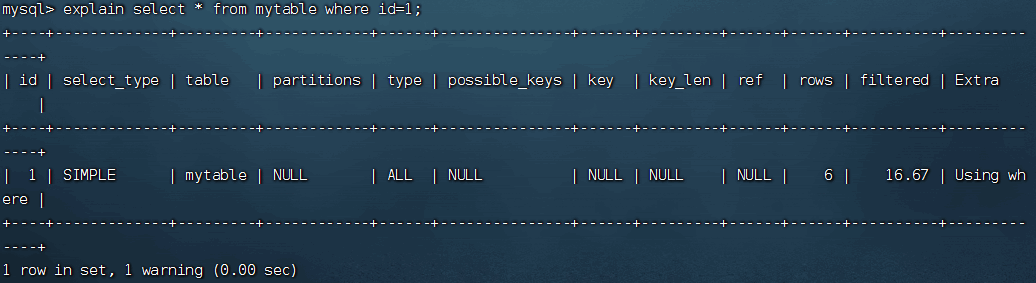 mysql> explain select * from mytable where id=1;
+----+-------------+---------+------------+------+---------------+------+---------+------+------+----------+---------
----+
| id | select_type | table   | partitions | type | possible_keys | key  | key_len | ref  | rows | filtered | Extra
    |
+----+-------------+---------+------------+------+---------------+------+---------+------+------+----------+---------
----+
|  1 | SIMPLE      | mytable | NULL       | ALL  | NULL          | NULL | NULL    | NULL |    6 |    16.67 | Using wh
ere |
+----+-------------+---------+------------+------+---------------+------+---------+------+------+----------+---------
----+
1 row in set, 1 warning (0.00 sec)